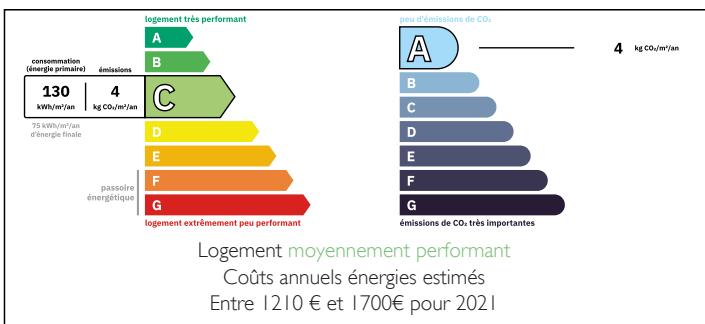 logement très performant
A
B
consommation
(énergie primaire)
émissions
130
kWh/m²/an
4
kg CO₂/m²/an
C
75 kWh/m²/an
d'énergie finale
D
E
F
G
passoire
énergétique
logement extrêmement peu performant
peu d'émissions de CO₂
A
4 kg CO₂/m²/an
B
C
D
E
F
G
émissions de CO₂ très importantes
Logement moyennement performant
Coûts annuels énergies estimés
Entre 1210 € et 1700€ pour 2021